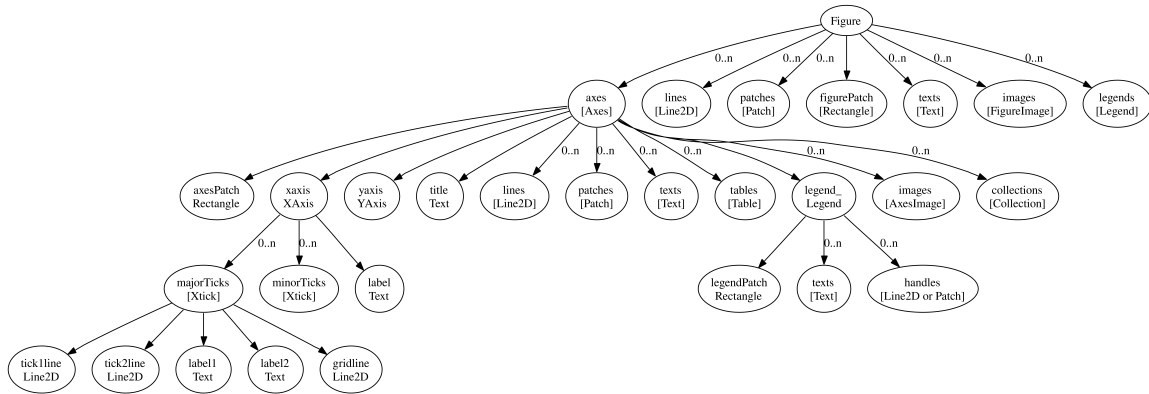 Figure
0..n
0..n
0..n
0..n
0..n
0..n
axes
[Axes]
lines
[Line2D]
patches
[Patch]
figurePatch
[Rectangle]
texts
[Text]
images
[FigureImage]
legends
[Legend]
0..n
0..n
0..n
0..n
0..n
0..n
axesPatch
Rectangle
xaxis
XAxis
yaxis
YAxis
title
Text
lines
[Line2D]
patches
[Patch]
texts
[Text]
tables
[Table]
legend_
Legend
images
[AxesImage]
collections
[Collection]
0..n
0..n
0..n
0..n
majorTicks
[Xtick]
minorTicks
[Xtick]
label
Text
legendPatch
Rectangle
texts
[Text]
handles
[Line2D or Patch]
tick1line
Line2D
tick2line
Line2D
label1
Text
label2
Text
gridline
Line2D